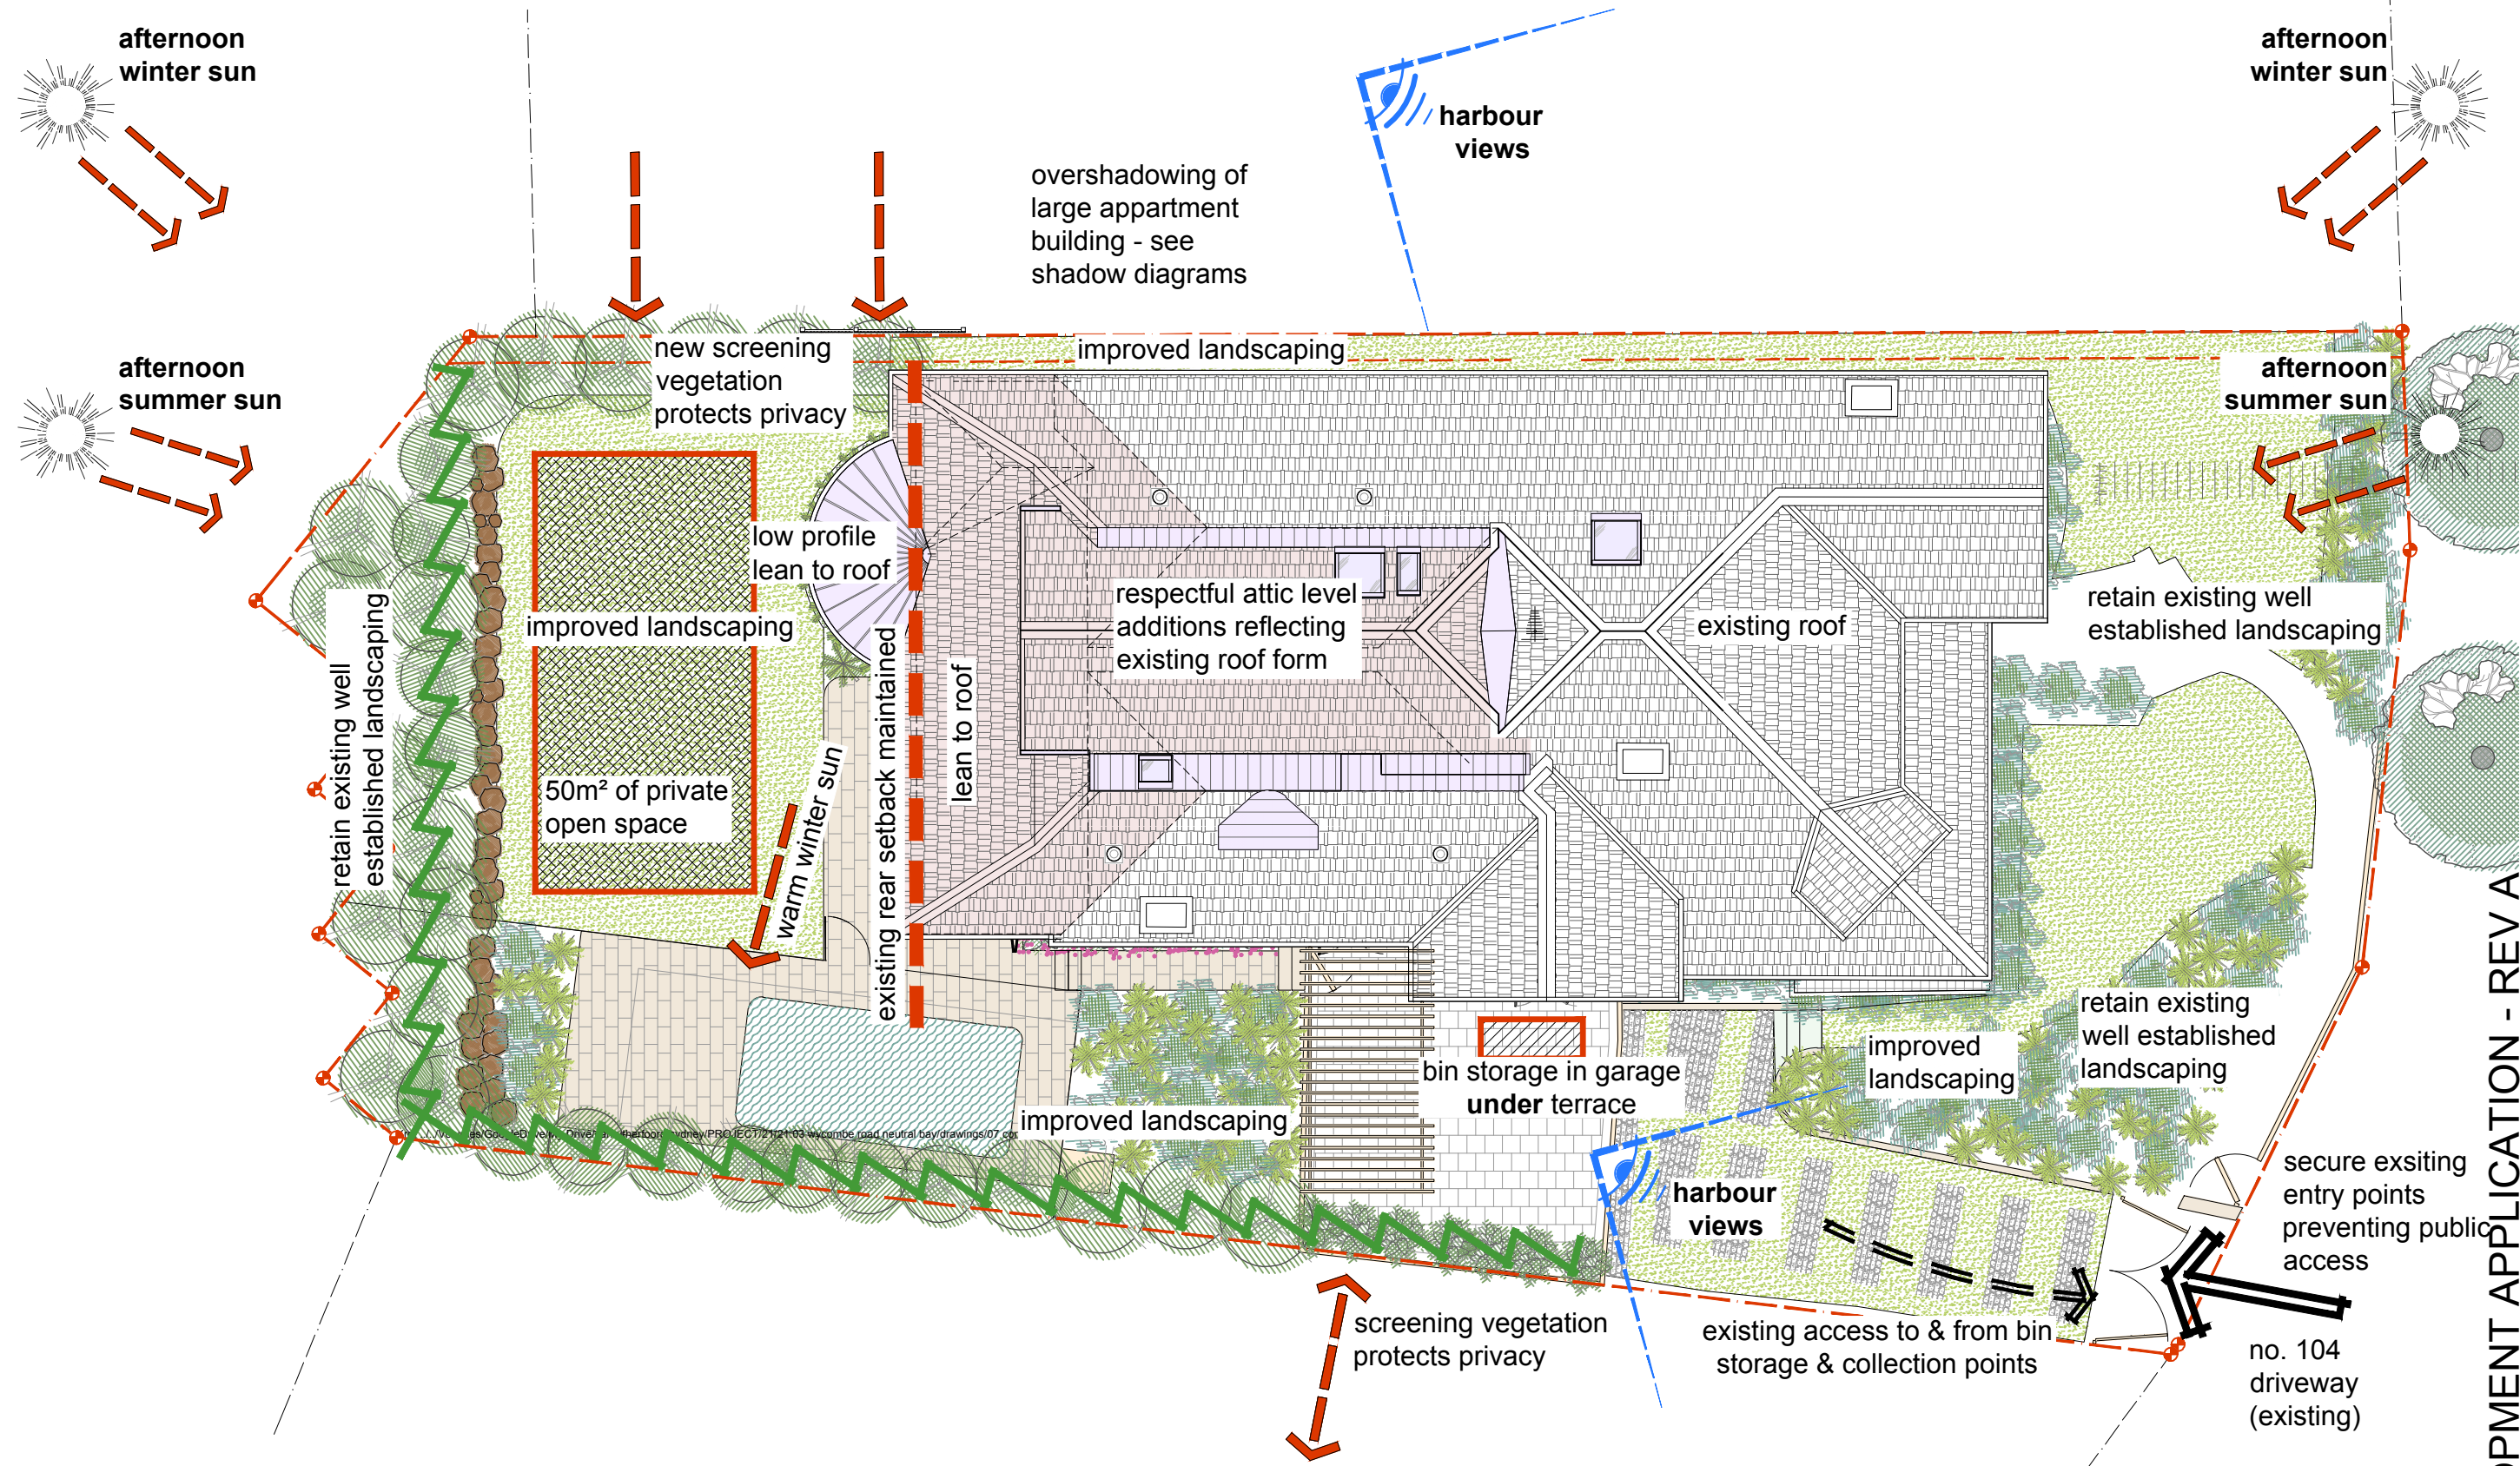 afternoon
winter sun
afternoon
winter sun
harbour
views
overshadowing of
large appartment
building - see
shadow diagrams
afternoon
summer sun
new screening
vegetation
protects privacy
improved landscaping
afternoon
summer sun
low profile
lean to roof
improved landscaping
respectful attic level
additions reflecting
existing roof form
existing roof
retain existing well
established landscaping
retain existing well
established landscaping
50m² of private
open space
warm winter sun
existing rear setback maintained
lean to roof
bin storage in garage
under terrace
improved landscaping
improved
landscaping
retain existing
well established
landscaping
harbour
views
secure exsiting
entry points
preventing public
access
screening vegetation
protects privacy
existing access to & from bin
storage & collection points
no. 104
driveway
(existing)
APPLICATION - REV A